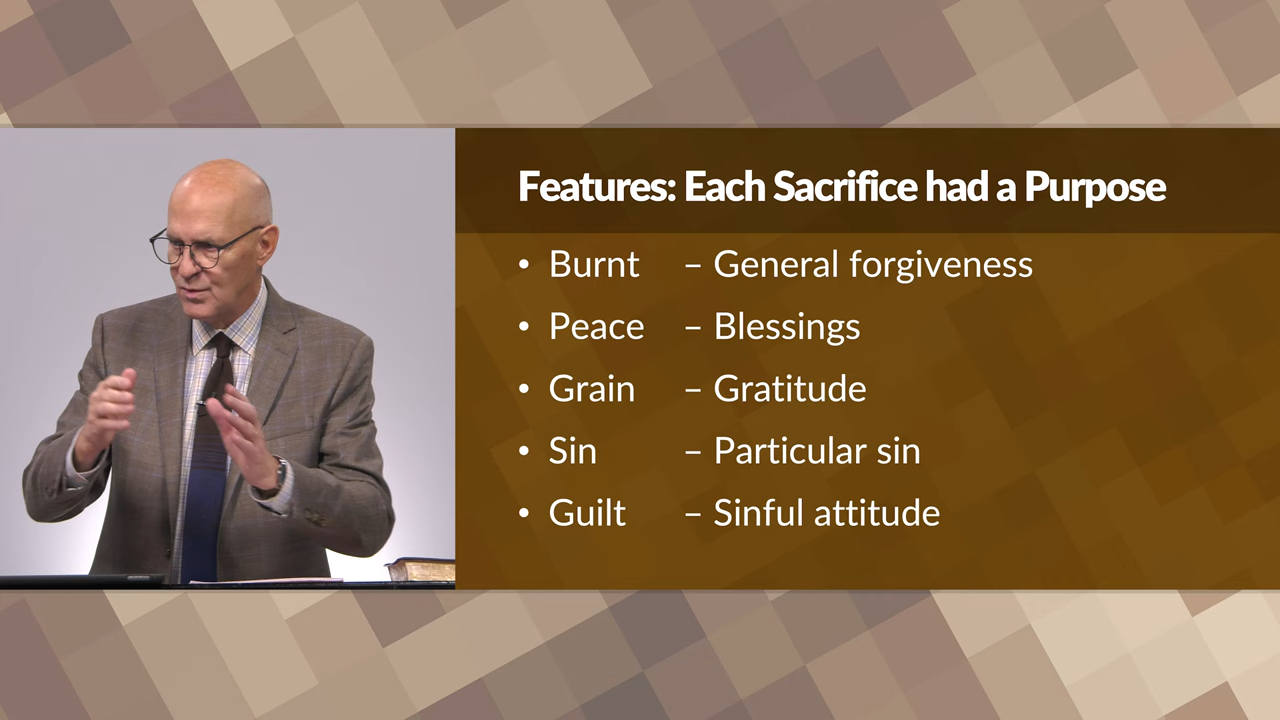 Features: Each Sacrifice had a Purpose
• Burnt – General forgiveness
• Peace – Blessings
• Grain – Gratitude
• Sin – Particular sin
• Guilt – Sinful attitude